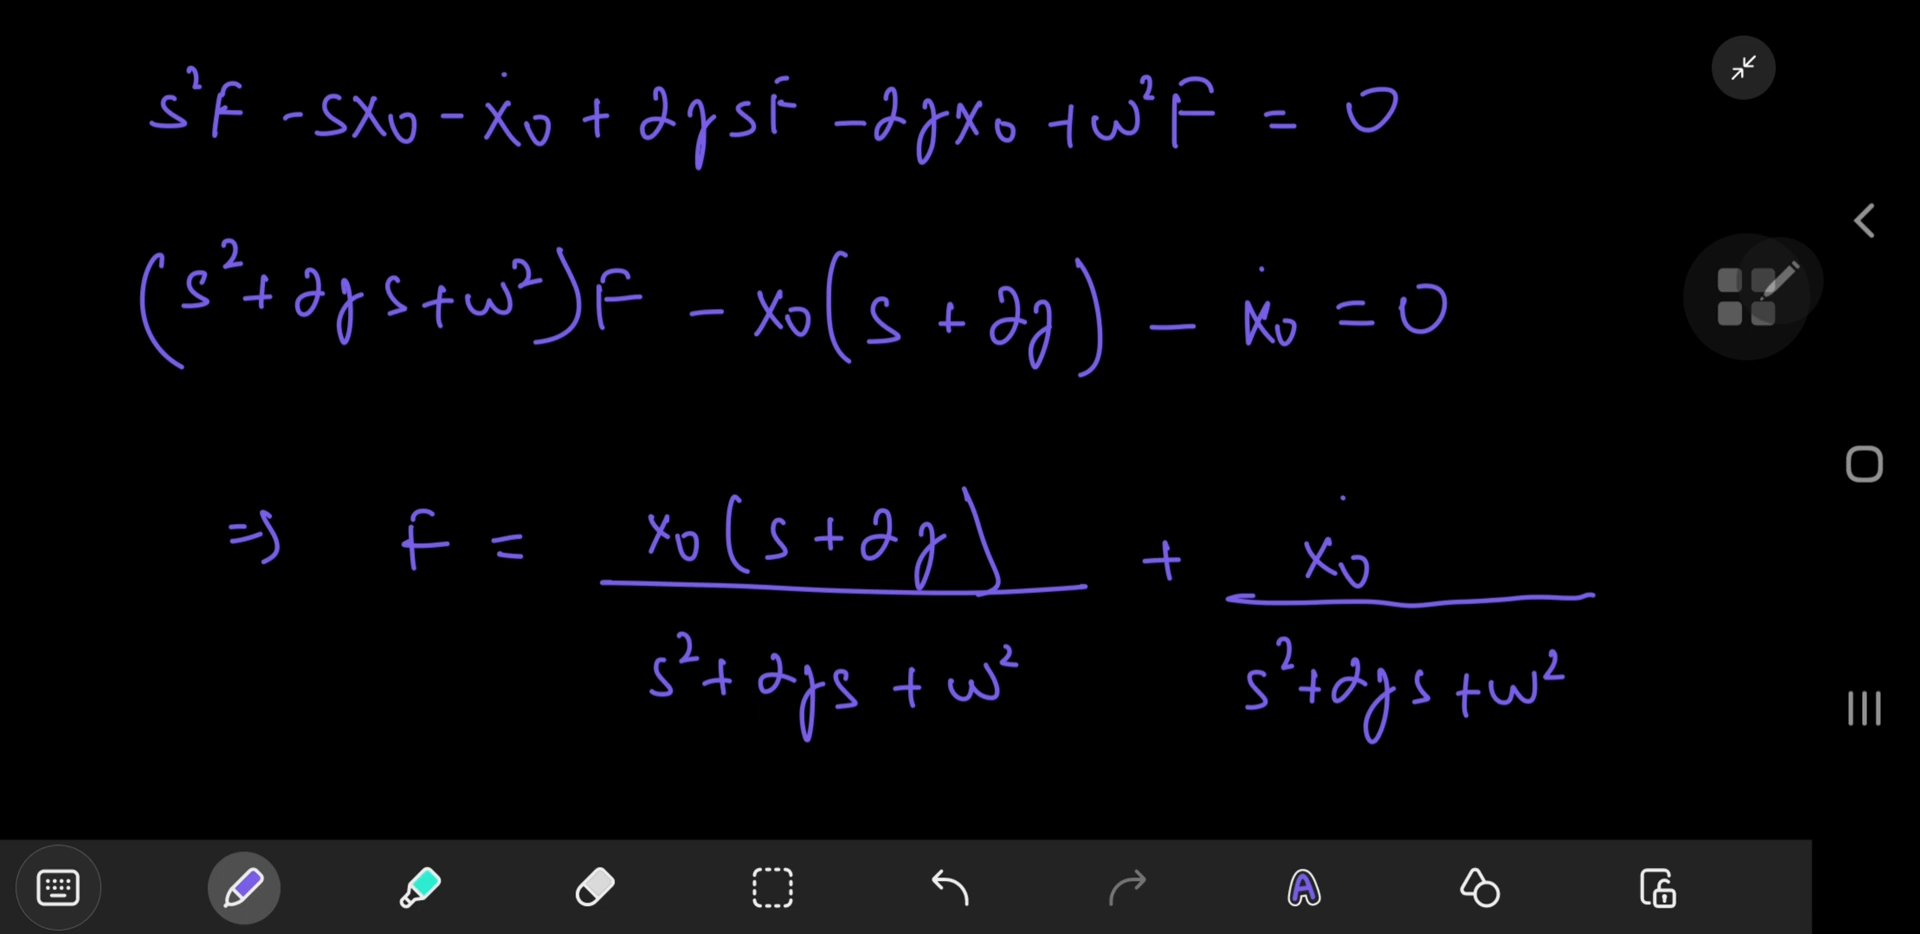 s²F - sx₀ - ẋ₀ + 2γsF - 2γx₀ + ω²F = 0
(s² + 2γs + ω²)F - x₀(s + 2γ) - ẋ₀ = 0
⇒ F = x₀(s + 2γ) / (s² + 2γs + ω²) + ẋ₀ / (s² + 2γs + ω²)
A